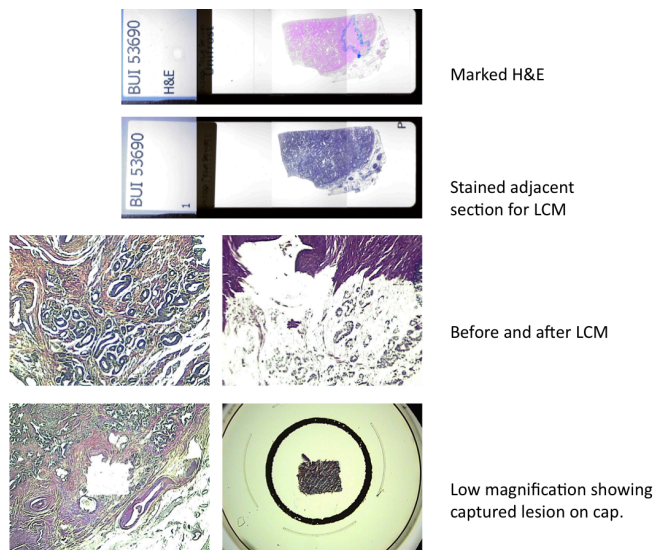 BUI 53690
H&E
Marked H&E
BUI 53690
1
P
Stained adjacent
section for LCM
Before and after LCM
Low magnification showing
captured lesion on cap.